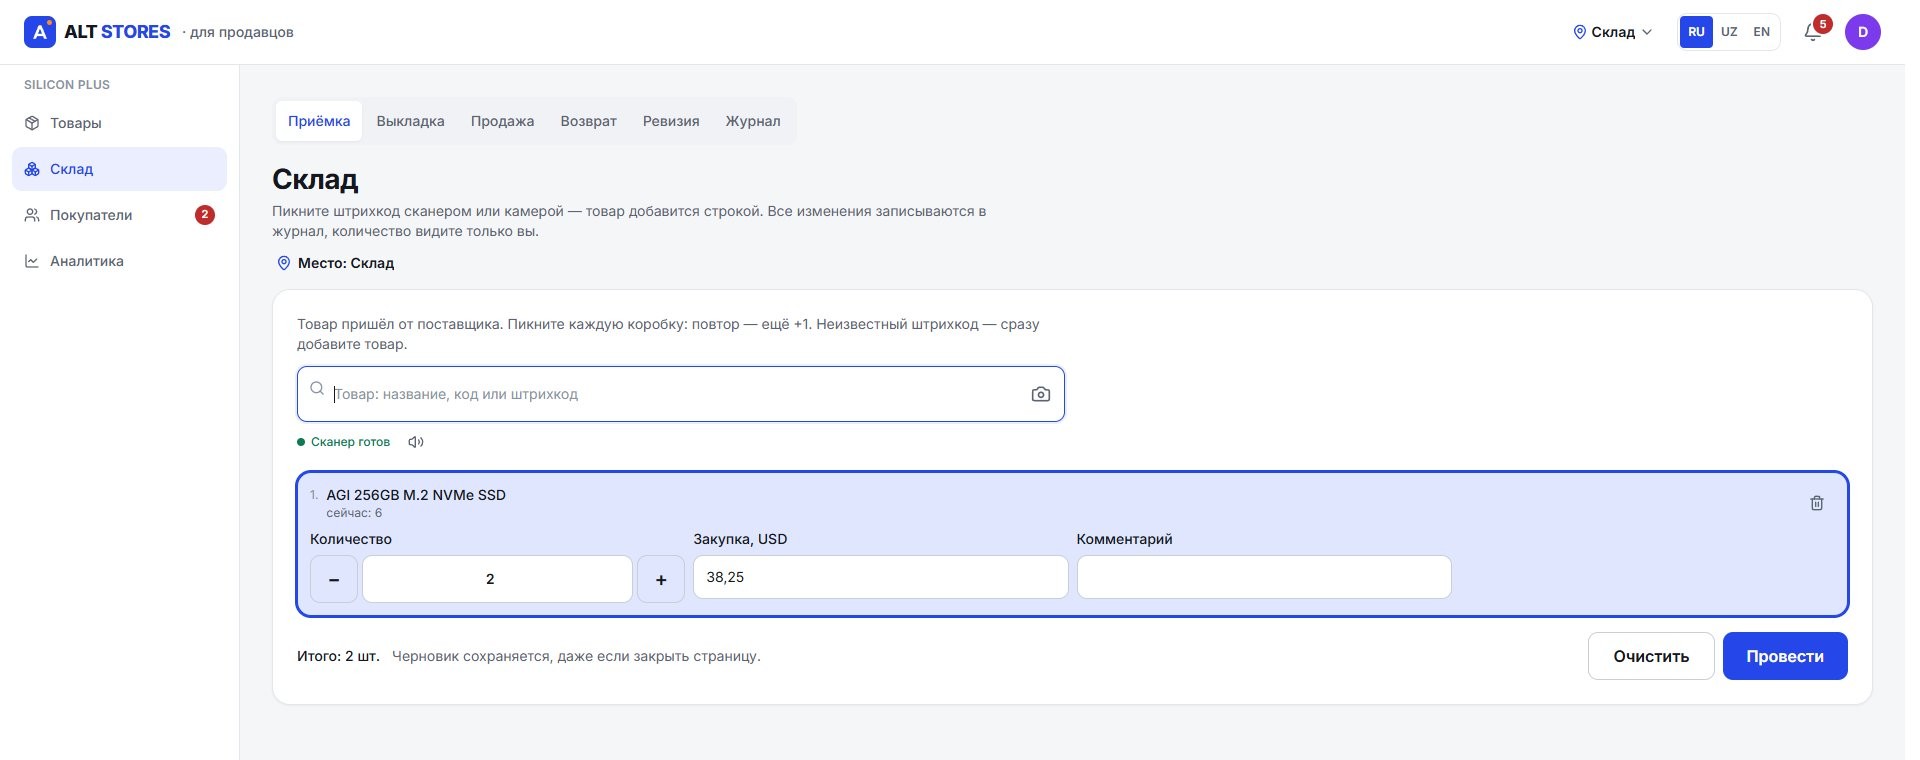 A ALT STORES · для продавцов
Склад
RU UZ EN
5
D
SILICON PLUS
Товары
Склад
Покупатели 2
Аналитика
Приёмка Выкладка Продажа Возврат Ревизия Журнал
Склад
Пикните штрихкод сканером или камерой — товар добавится строкой. Все изменения записываются в
журнал, количество видите только вы.
Место: Склад
Товар пришёл от поставщика. Пикните каждую коробку: повтор — ещё +1. Неизвестный штрихкод — сразу
добавите товар.
Товар: название, код или штрихкод
Сканер готов
1. AGI 256GB M.2 NVMe SSD
сейчас: 6
Количество Закупка, USD Комментарий
− 2 + 38,25
Итого: 2 шт. Черновик сохраняется, даже если закрыть страницу.
Очистить Провести